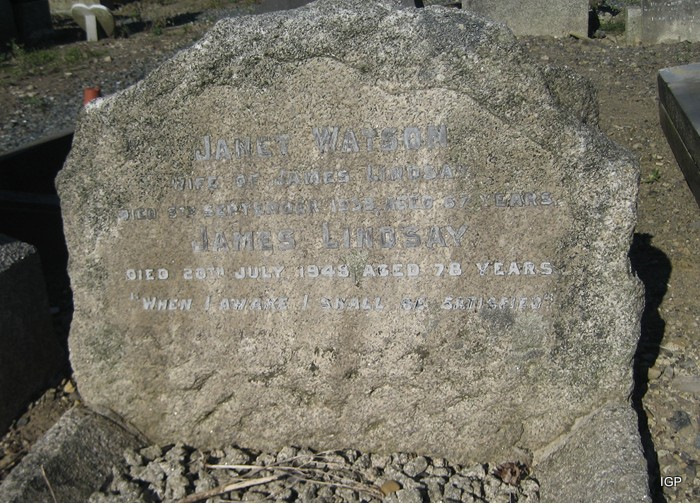 JANET WATSON
WIFE OF JAMES LINDSAY
DIED SEPTEMBER AGED 67 YEARS.
JAMES LINDSAY
DIED 28TH JULY 1949 AGED 78 YEARS
"WHEN I AWAKE I SHALL BE SATISFIED"
IGP